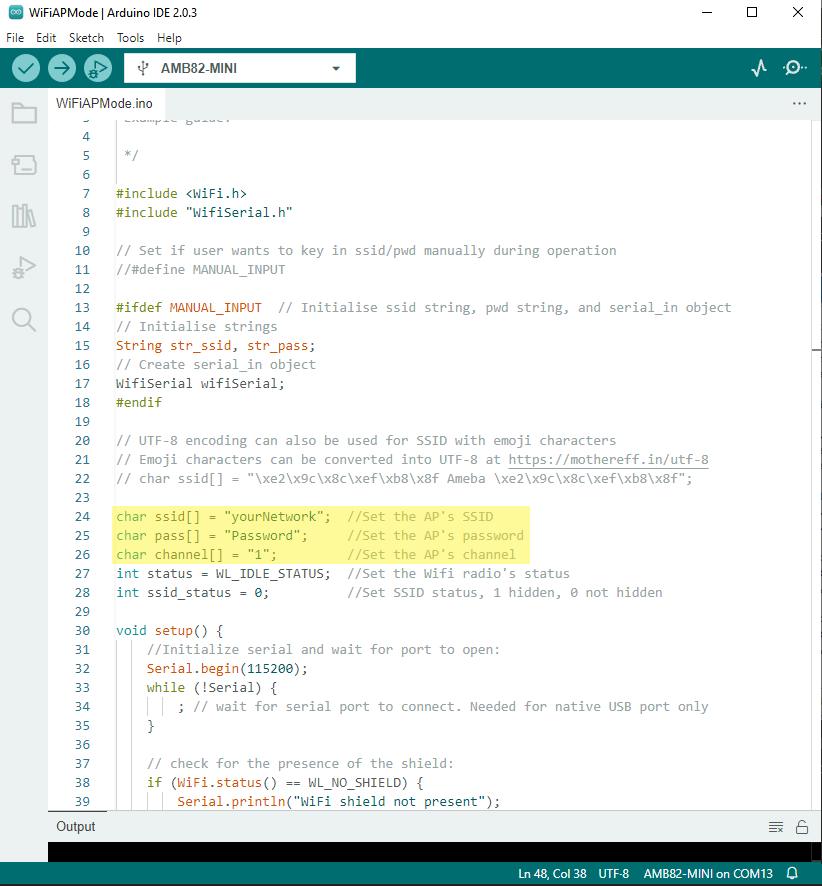 WiFiAPMode | Arduino IDE 2.0.3
File Edit Sketch Tools Help
AMB82-MINI
WiFiAPMode.ino
3 example guide:
4
5 */
6
7 #include <WiFi.h>
8 #include "WifiSerial.h"
9
10 // Set if user wants to key in ssid/pwd manually during operation
11 //#define MANUAL_INPUT
12
13 #ifdef MANUAL_INPUT  // Initialise ssid string, pwd string, and serial_in object
14 // Initialise strings
15 String str_ssid, str_pass;
16 // Create serial_in object
17 WifiSerial wifiSerial;
18 #endif
19
20 // UTF-8 encoding can also be used for SSID with emoji characters
21 // Emoji characters can be converted into UTF-8 at https://mothereff.in/utf-8
22 // char ssid[] = "\xe2\x9c\x8c\xef\xb8\x8f Ameba \xe2\x9c\x8c\xef\xb8\x8f";
23
24 char ssid[] = "yourNetwork";  //Set the AP's SSID
25 char pass[] = "Password";     //Set the AP's password
26 char channel[] = "1";         //Set the AP's channel
27 int status = WL_IDLE_STATUS;  //Set the Wifi radio's status
28 int ssid_status = 0;          //Set SSID status, 1 hidden, 0 not hidden
29
30 void setup() {
31     //Initialize serial and wait for port to open:
32     Serial.begin(115200);
33     while (!Serial) {
34         ; // wait for serial port to connect. Needed for native USB port only
35     }
36
37     // check for the presence of the shield:
38     if (WiFi.status() == WL_NO_SHIELD) {
39         Serial.println("WiFi shield not present");
Output
Ln 48, Col 38 UTF-8 AMB82-MINI on COM13